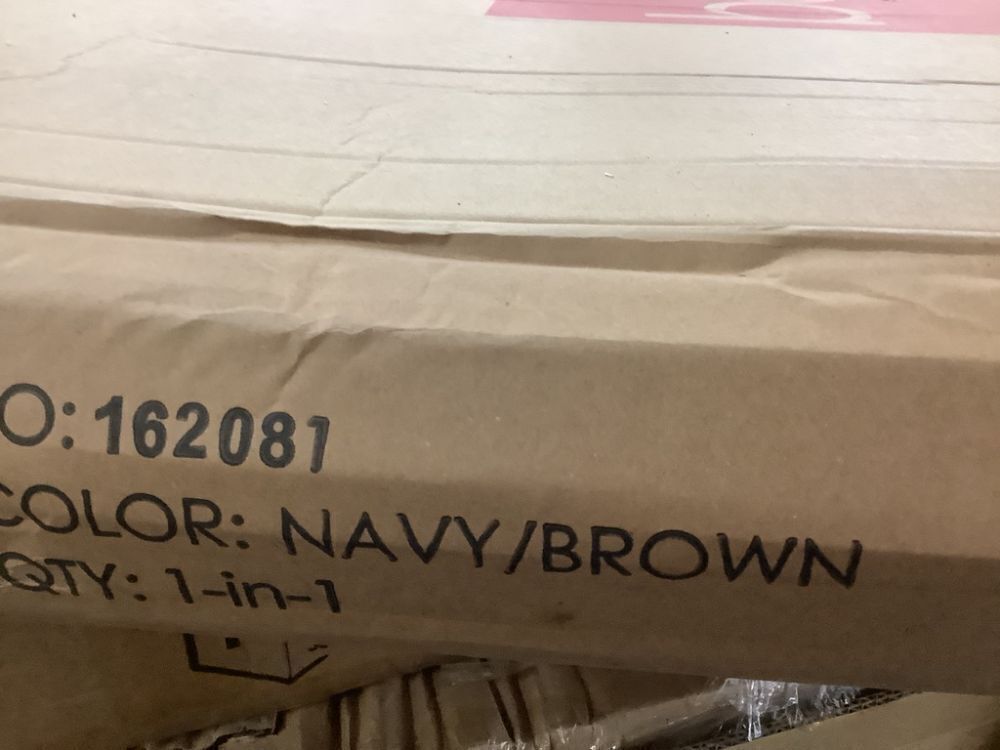 O: 162081
COLOR: NAVY/BROWN
QTY: 1-in-1